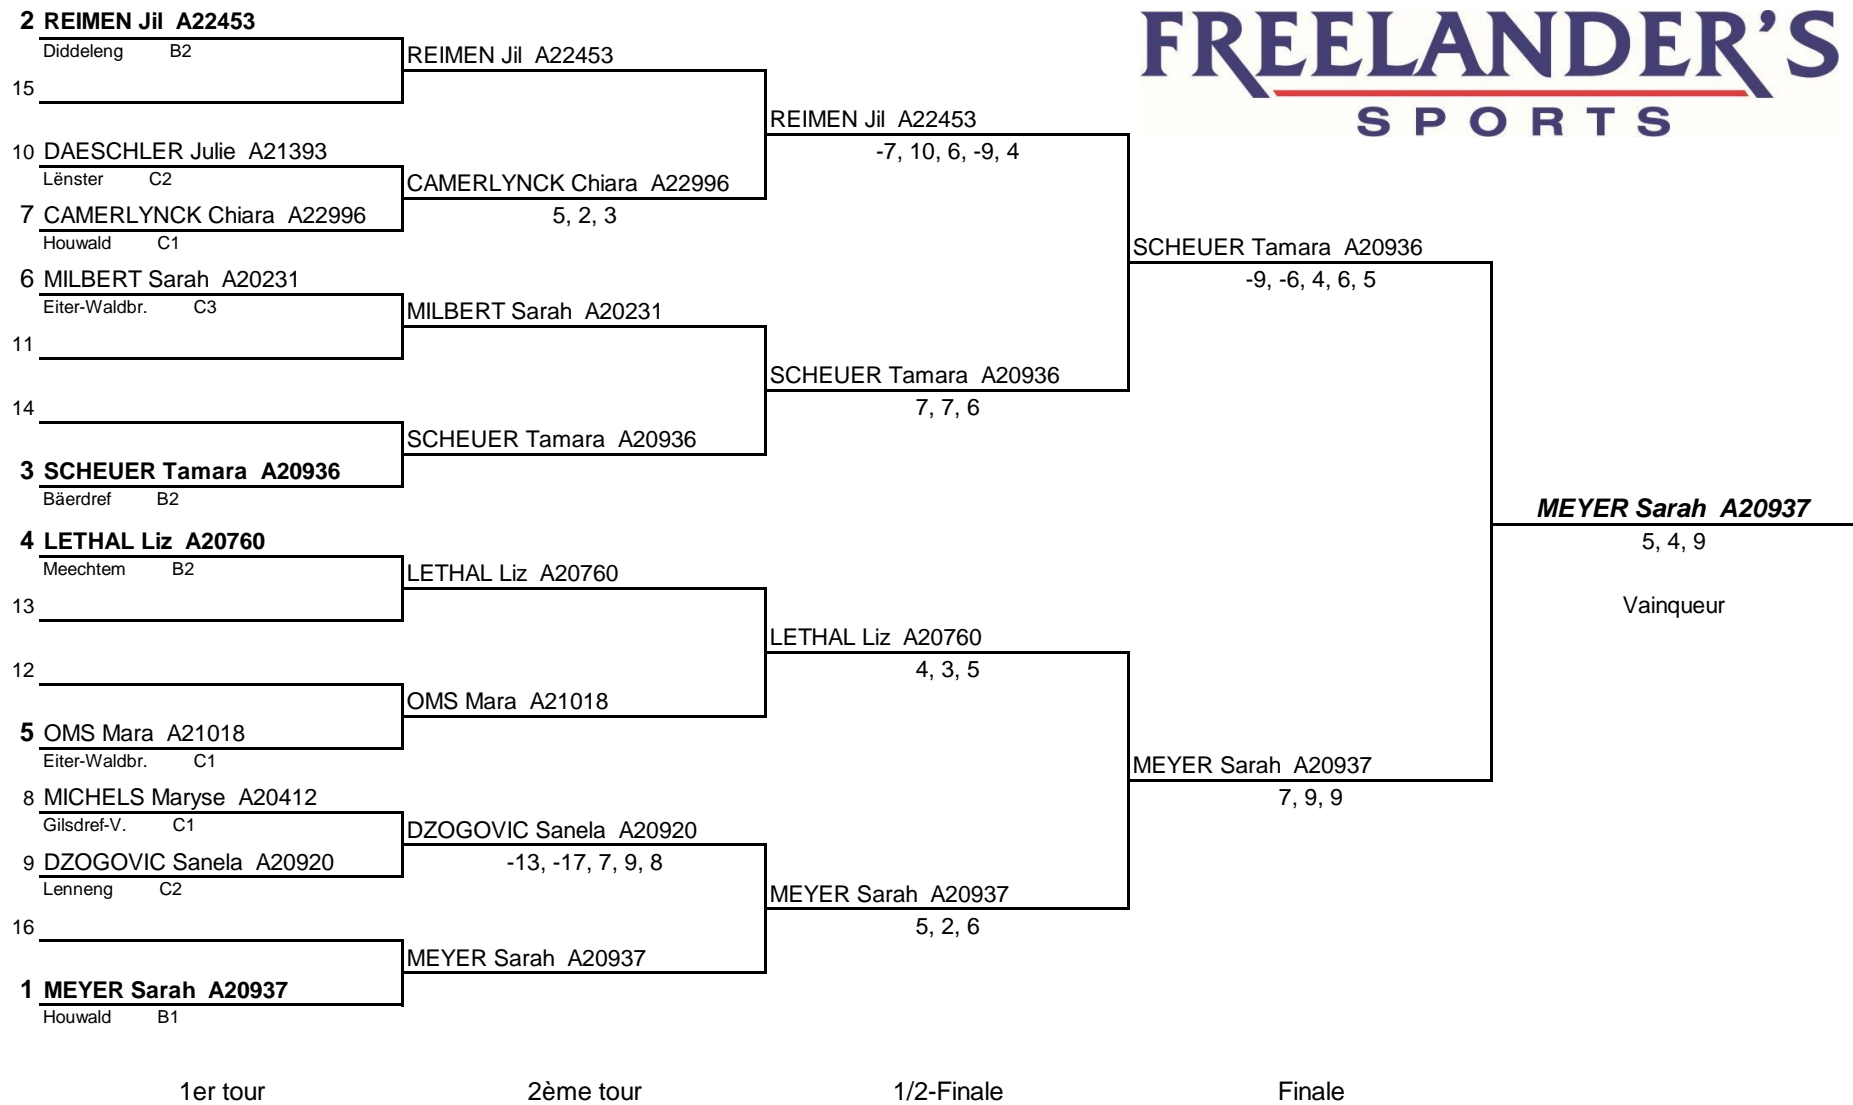 FREELANDER'S
SPORTS
2 REIMEN Jil A22453
Diddeleng B2
REIMEN Jil A22453
15
REIMEN Jil A22453
-7, 10, 6, -9, 4
10 DAESCHLER Julie A21393
Lënster C2
CAMERLYNCK Chiara A22996
5, 2, 3
7 CAMERLYNCK Chiara A22996
Houwald C1
SCHEUER Tamara A20936
-9, -6, 4, 6, 5
6 MILBERT Sarah A20231
Eiter-Waldbr. C3
MILBERT Sarah A20231
11
SCHEUER Tamara A20936
7, 7, 6
14
SCHEUER Tamara A20936
3 SCHEUER Tamara A20936
Bäerdref B2
MEYER Sarah A20937
5, 4, 9
Vainqueur
4 LETHAL Liz A20760
Meechtem B2
LETHAL Liz A20760
13
LETHAL Liz A20760
4, 3, 5
12
OMS Mara A21018
5 OMS Mara A21018
Eiter-Waldbr. C1
MEYER Sarah A20937
7, 9, 9
8 MICHELS Maryse A20412
Gilsdref-V. C1
DZOGOVIC Sanela A20920
-13, -17, 7, 9, 8
9 DZOGOVIC Sanela A20920
Lenneng C2
MEYER Sarah A20937
5, 2, 6
16
MEYER Sarah A20937
1 MEYER Sarah A20937
Houwald B1
1er tour 2ème tour 1/2-Finale Finale